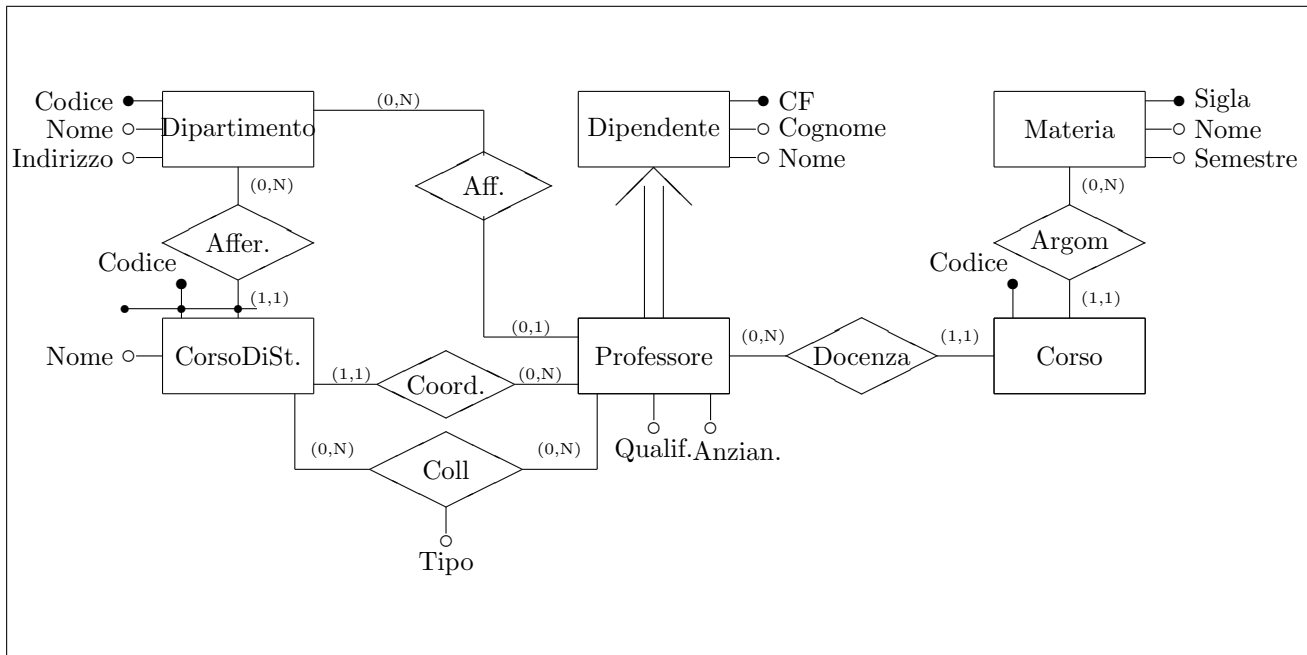 Codice
Nome
Indirizzo
Dipartimento
(0,N)
Dipendente
CF
Cognome
Nome
Materia
Sigla
Nome
Semestre
(0,N)
Aff.
(0,N)
Affer.
Argom
Codice
Codice
(1,1)
(1,1)
(0,1)
Nome
CorsoDiSt.
(1,1)
Coord.
(0,N)
Professore
(0,N)
Docenza
(1,1)
Corso
(0,N)
Coll
(0,N)
Qualif.
Anzian.
Tipo